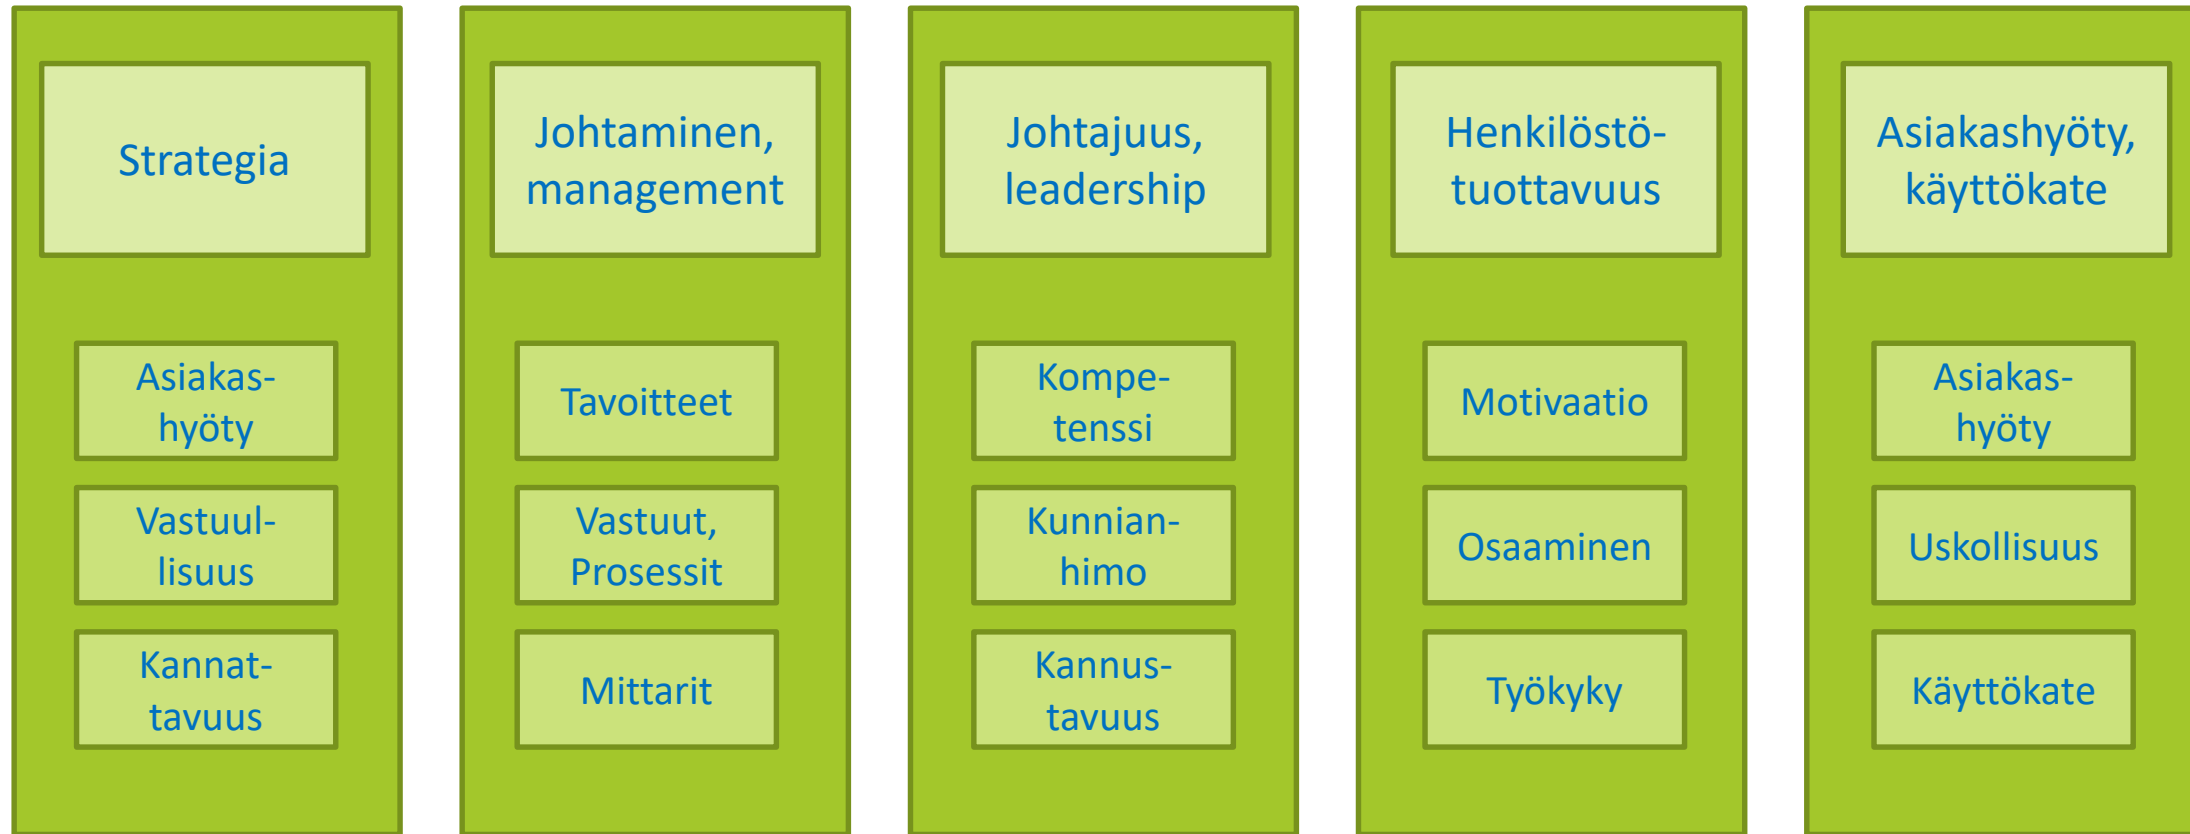 Strategia
Asiakas-
hyöty
Vastuul-
lisuus
Kannat-
tavuus
Johtaminen,
management
Tavoitteet
Vastuut,
Prosessit
Mittarit
Johtajuus,
leadership
Kompe-
tenssi
Kunnian-
himo
Kannus-
tavuus
Henkilöstö-
tuottavuus
Motivaatio
Osaaminen
Työkyky
Asiakashyöty,
käyttökate
Asiakas-
hyöty
Uskollisuus
Käyttökate